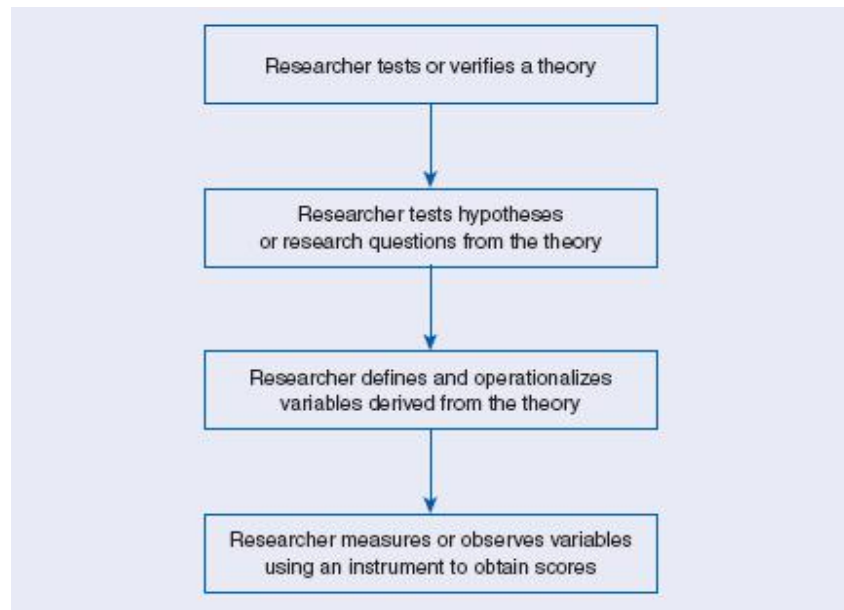 Researcher tests or verifies a theory
Researcher tests hypotheses
or research questions from the theory
Researcher defines and operationalizes
variables derived from the theory
Researcher measures or observes variables
using an instrument to obtain scores